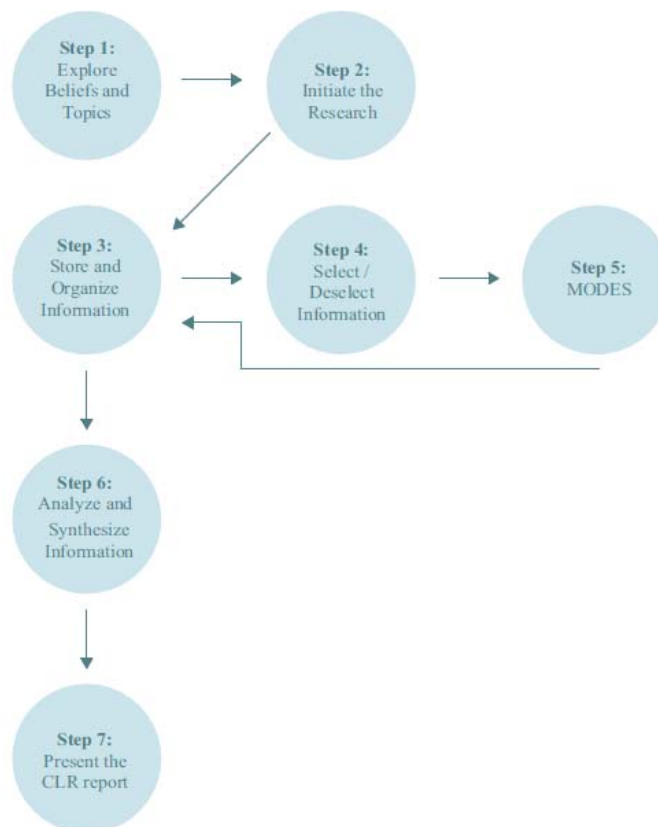 Step 1:
Explore
Beliefs and
Topics
Step 2:
Initiate the
Research
Step 3:
Store and
Organize
Information
Step 4:
Select /
Deselect
Information
Step 5:
MODES
Step 6:
Analyze and
Synthesize
Information
Step 7:
Present the
CLR report